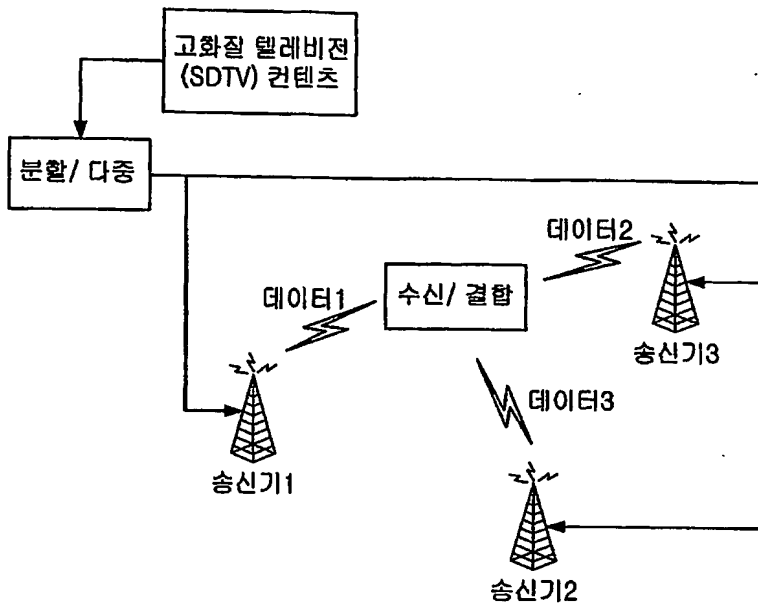 고화질 텔레비전
(SDTV) 컨텐츠
분할/ 다중
데이터2
데이터1
수신/ 결합
송신기3
데이터3
송신기1
송신기2